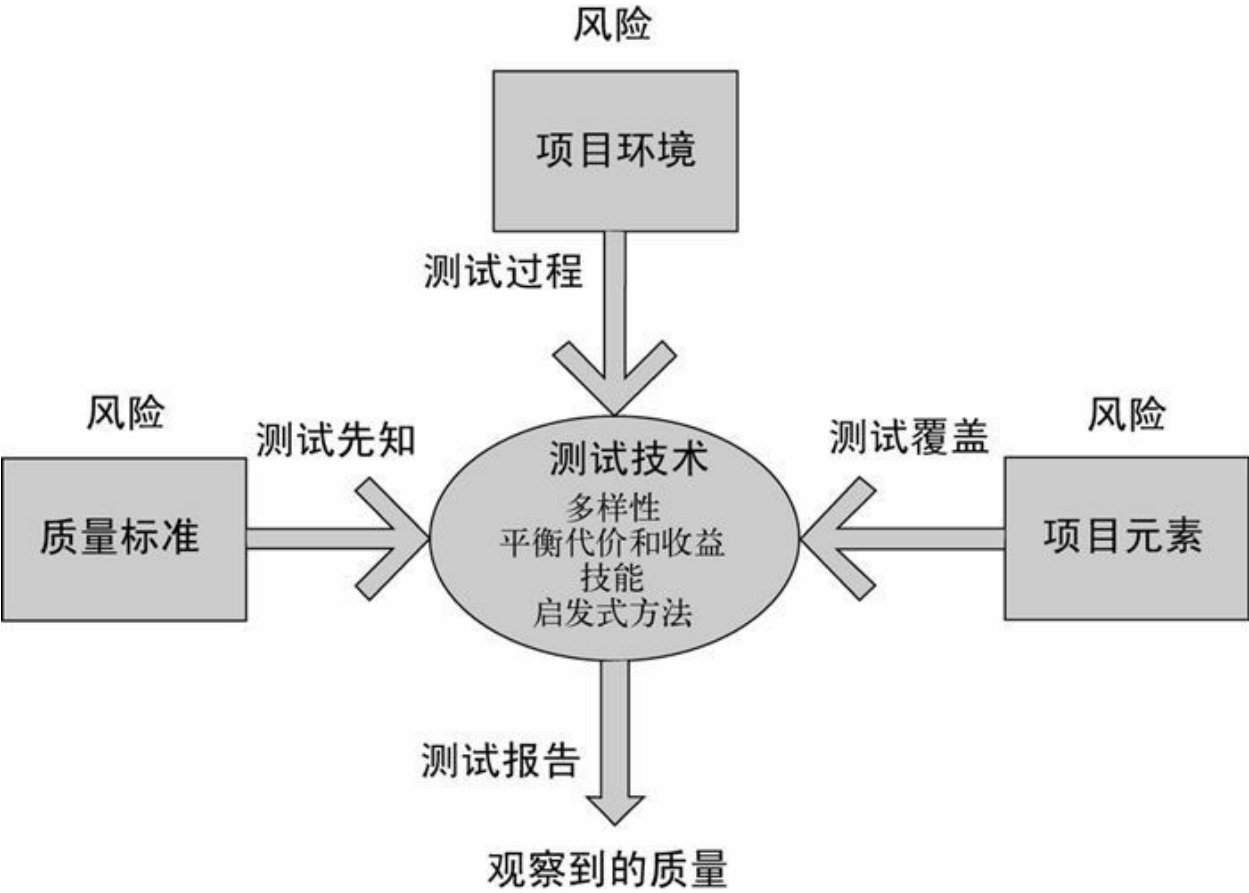 风险
项目环境
测试过程
风险
测试先知
测试覆盖
风险
测试技术
多样性
平衡代价和收益
技能
启发式方法
质量标准
项目元素
测试报告
观察到的质量